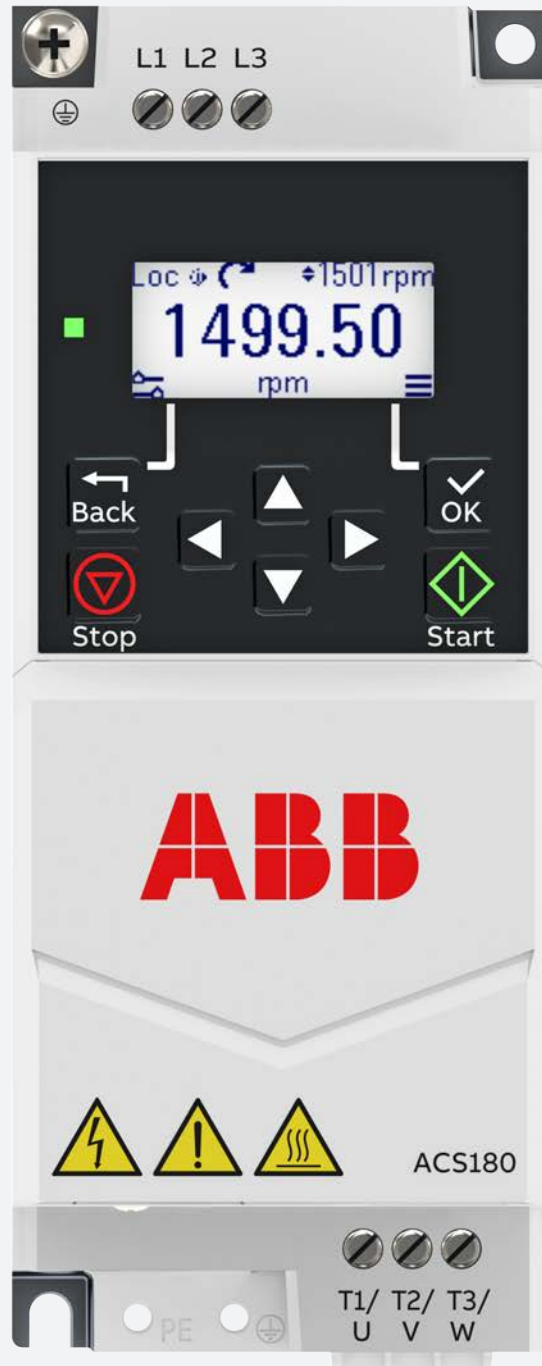 L1 L2 L3
Loc 1501rpm
1499.50
rpm
Back
OK
Stop
Start
ABB
ACS180
PE
T1/ T2/ T3/
U V W